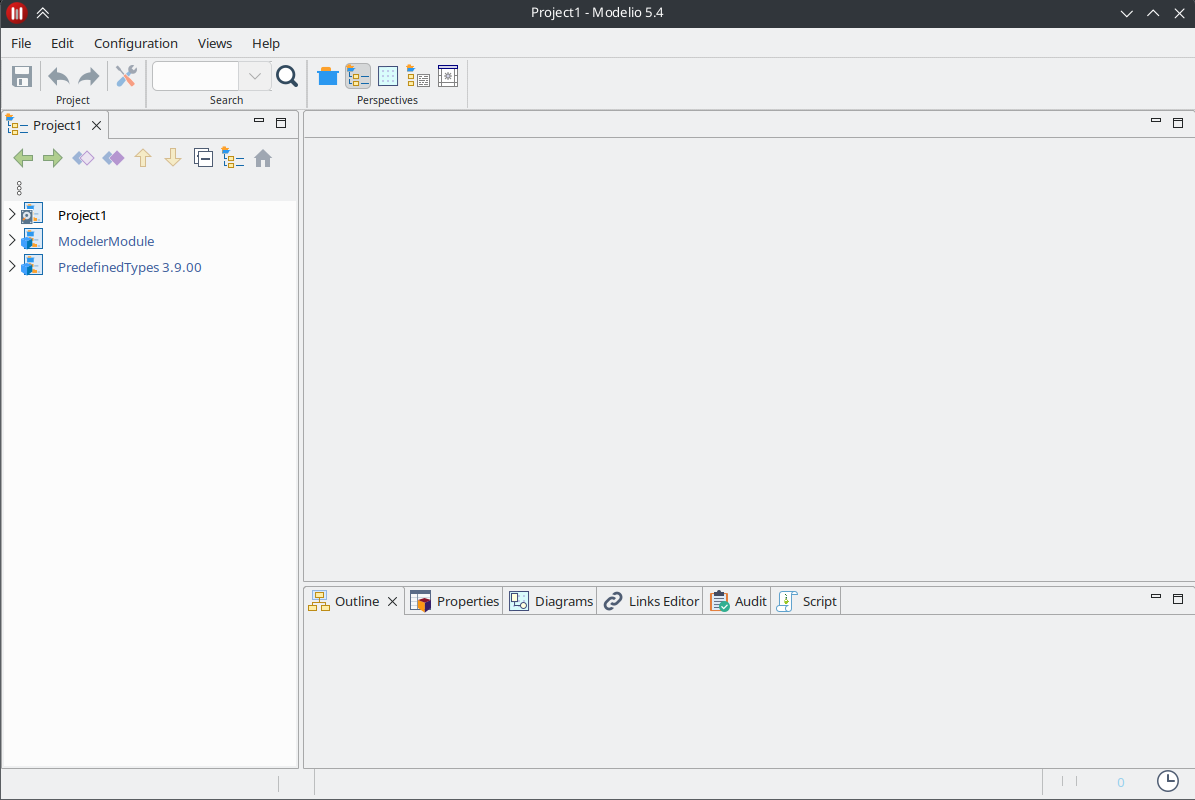 Project1 - Modelio 5.4
File Edit Configuration Views Help
Project Search Perspectives
Project1
Project1
ModelerModule
PredefinedTypes 3.9.00
Outline Properties Diagrams Links Editor Audit Script
0